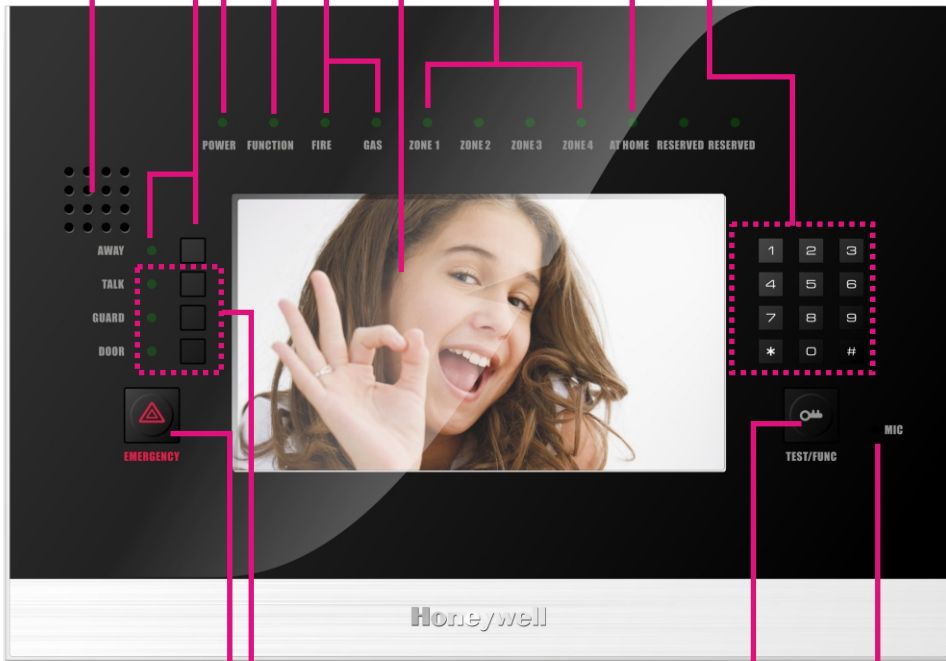 POWER FUNCTION FIRE GAS ZONE 1 ZONE 2 ZONE 3 ZONE 4 AT HOME RESERVED RESERVED
AWAY
TALK
GUARD
DOOR
1 2 3
4 5 6
7 8 9
* 0 #
EMERGENCY
TEST/FUNC
MIC
Honeywell